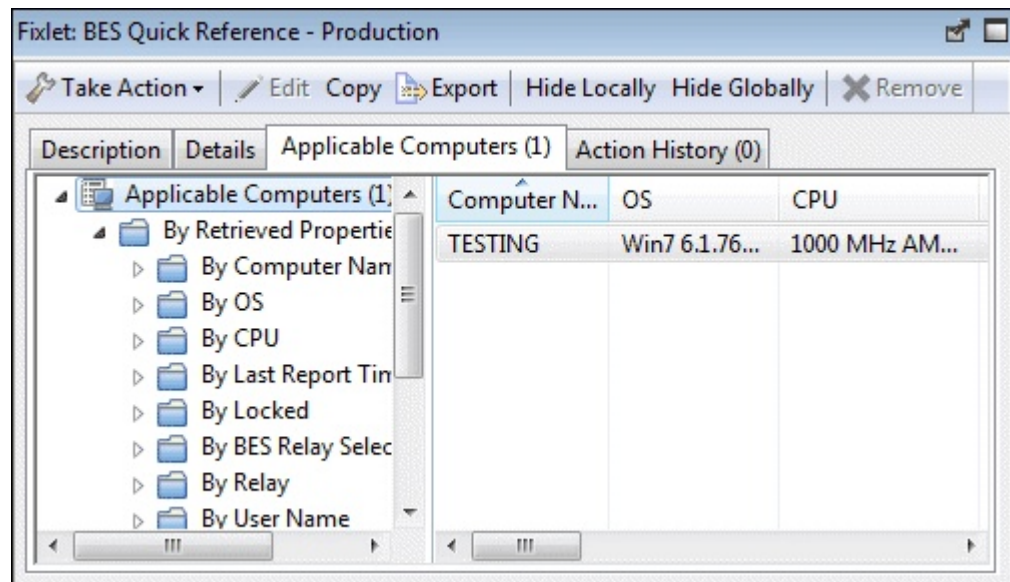 Fixlet: BES Quick Reference - Production
Take Action Edit Copy Export Hide Locally Hide Globally Remove
Description Details Applicable Computers (1) Action History (0)
Applicable Computers (1)
By Retrieved Propertie
By Computer Nam
By OS
By CPU
By Last Report Tim
By Locked
By BES Relay Selec
By Relay
By User Name
Computer N... OS CPU
TESTING Win7 6.1.76... 1000 MHz AM...